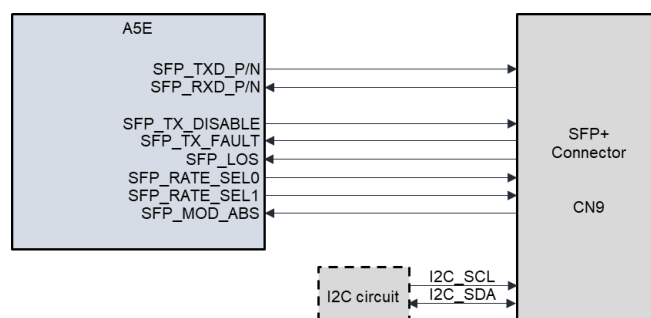 A5E
SFP_TXD_P/N
SFP_RXD_P/N
SFP_TX_DISABLE
SFP_TX_FAULT
SFP_LOS
SFP_RATE_SEL0
SFP_RATE_SEL1
SFP_MOD_ABS
SFP+
Connector
CN9
I2C circuit
I2C_SCL
I2C_SDA